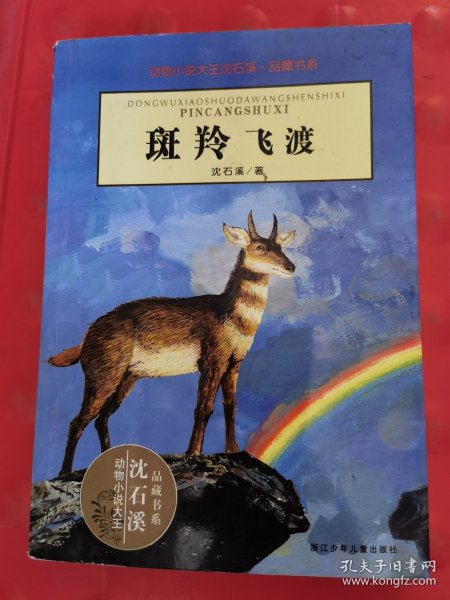 动物小说大王沈石溪·品藏书系
DONGWUXIAOSHUODAWANGSHENSHIXI
PINCANGSHUXI
斑羚飞渡
沈石溪/著
动物小说大王
沈石溪
品藏书系
浙江少年儿童出版社
孔夫子旧书网
www.kongfz.com